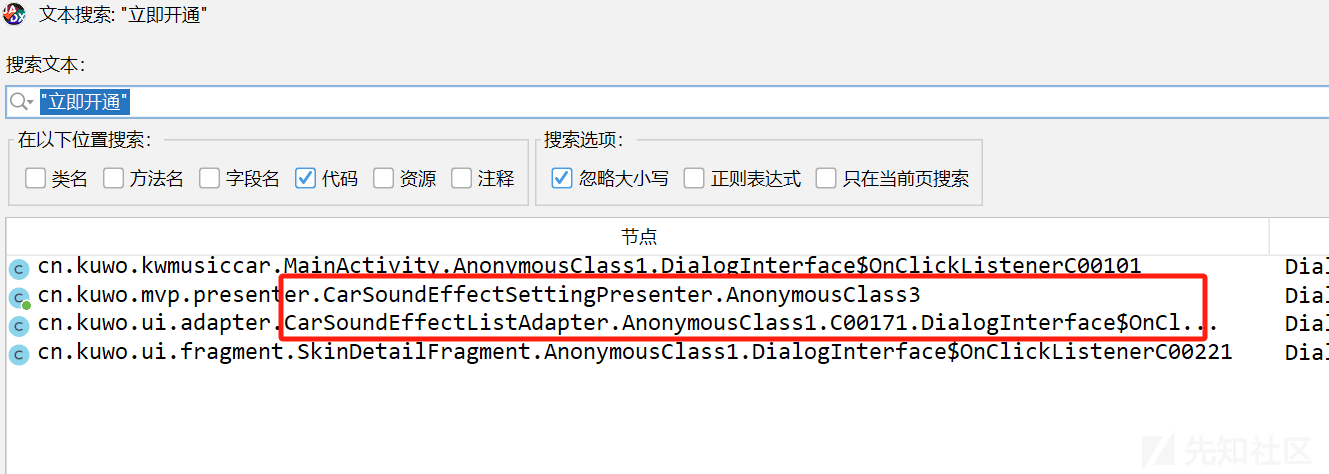 文本搜索: "立即开通"
搜索文本:
"立即开通"
在以下位置搜索: 搜索选项:
类名 方法名 字段名 代码 资源 注释 忽略大小写 正则表达式 只在当前页搜索
节点
cn.kuwo.kwmusiccar.MainActivity.AnonymousClass1.DialogInterface$OnClickListenerC00101 Dial
cn.kuwo.mvp.presenter.CarSoundEffectSettingPresenter.AnonymousClass3 Dial
cn.kuwo.ui.adapter.CarSoundEffectListAdapter.AnonymousClass1.C00171.DialogInterface$OnCl... Dial
cn.kuwo.ui.fragment.SkinDetailFragment.AnonymousClass1.DialogInterface$OnClickListenerC00221 Dial
先知社区